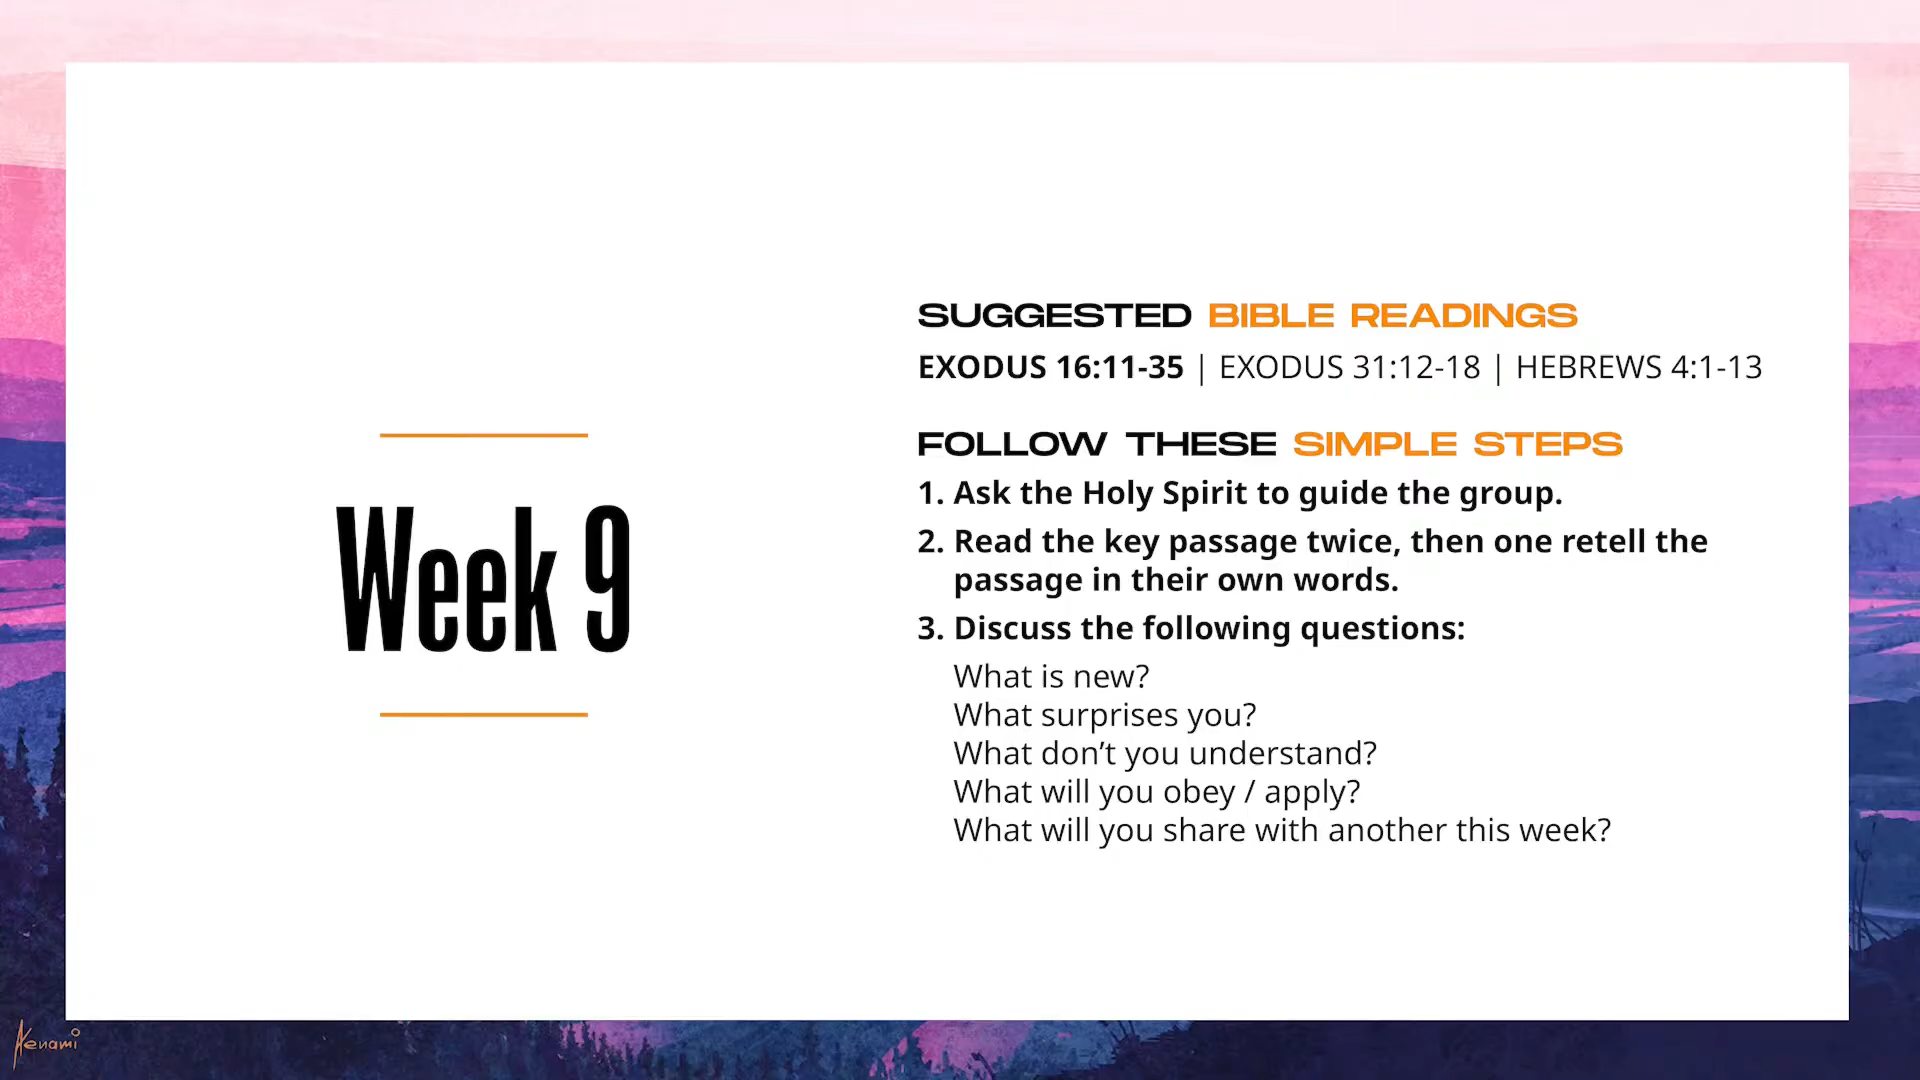 Week 9
SUGGESTED BIBLE READINGS
EXODUS 16:11-35 | EXODUS 31:12-18 | HEBREWS 4:1-13
FOLLOW THESE SIMPLE STEPS
1. Ask the Holy Spirit to guide the group.
2. Read the key passage twice, then one retell the
passage in their own words.
3. Discuss the following questions:
What is new?
What surprises you?
What don’t you understand?
What will you obey / apply?
What will you share with another this week?
Kenami